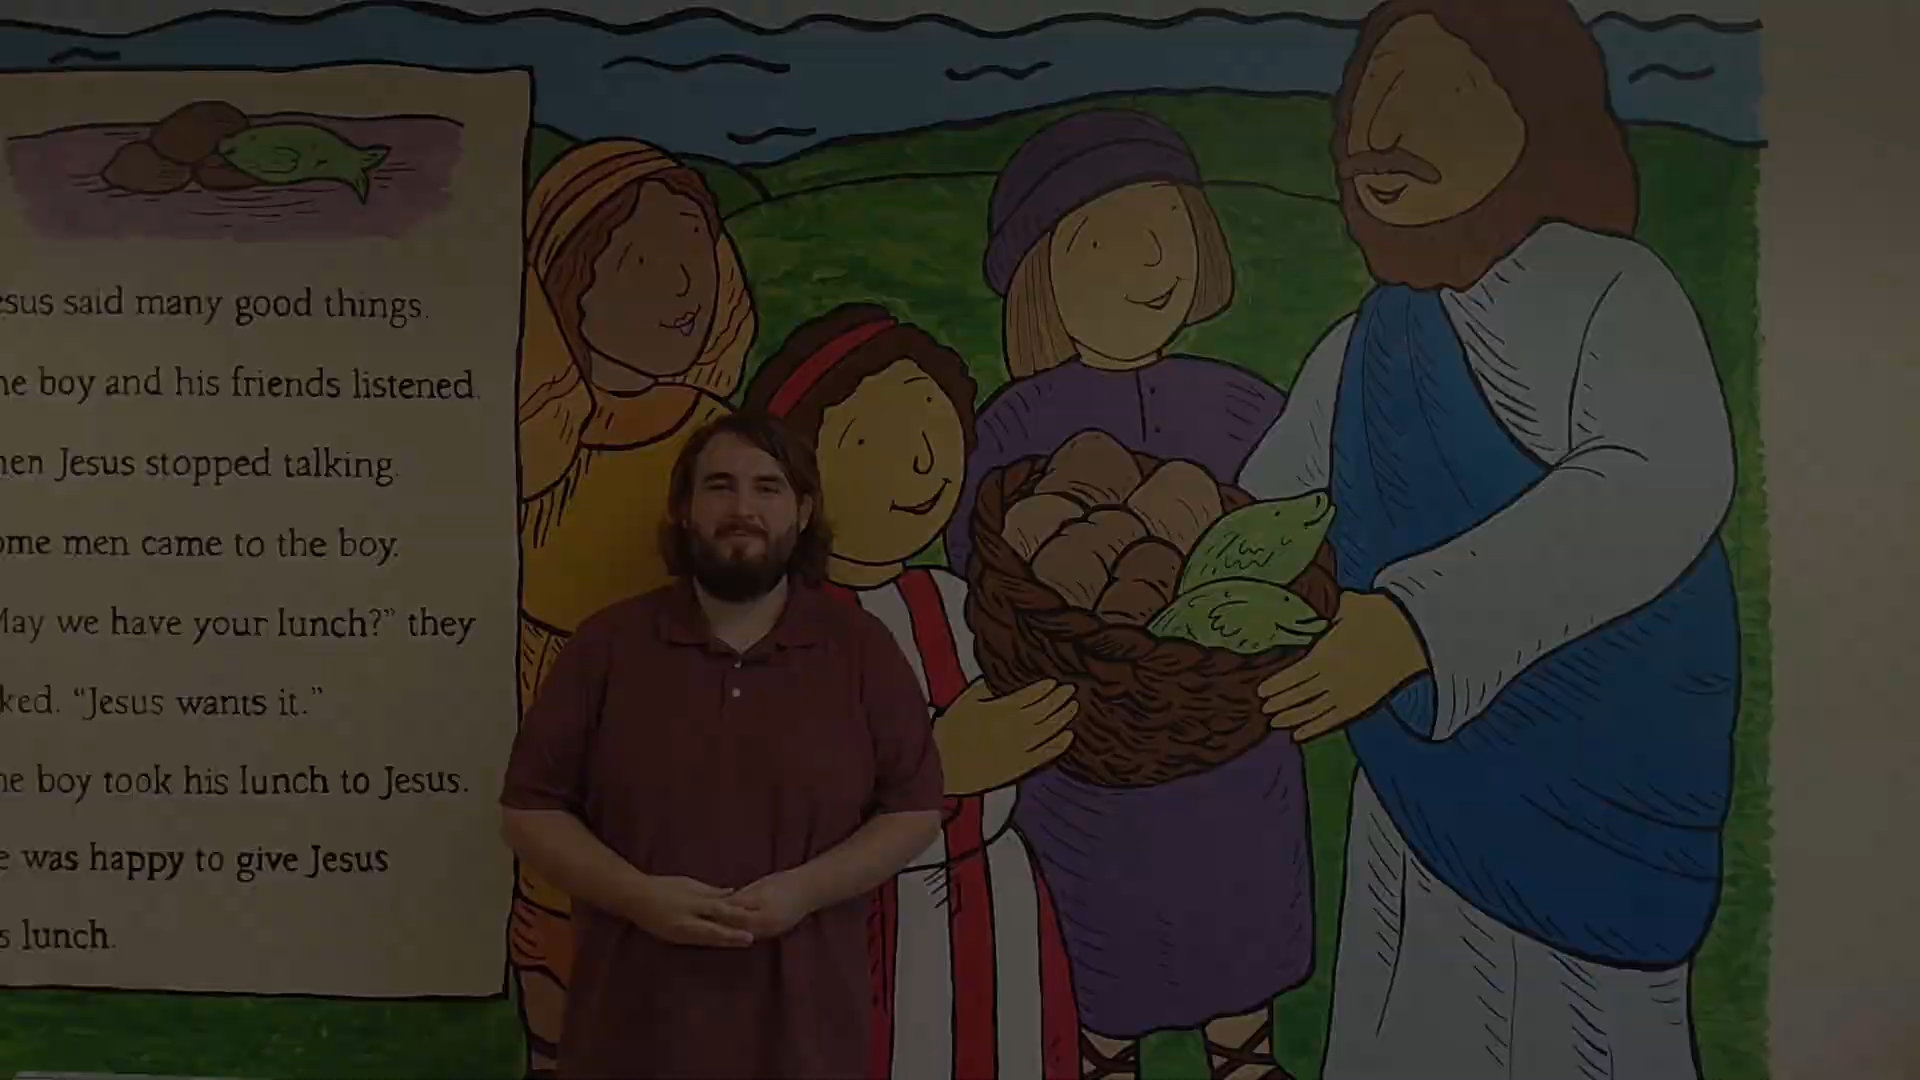 esus said many good things.
he boy and his friends listened.
hen Jesus stopped talking.
ome men came to the boy.
May we have your lunch?” they
ked. “Jesus wants it.”
he boy took his lunch to Jesus.
e was happy to give Jesus
s lunch.